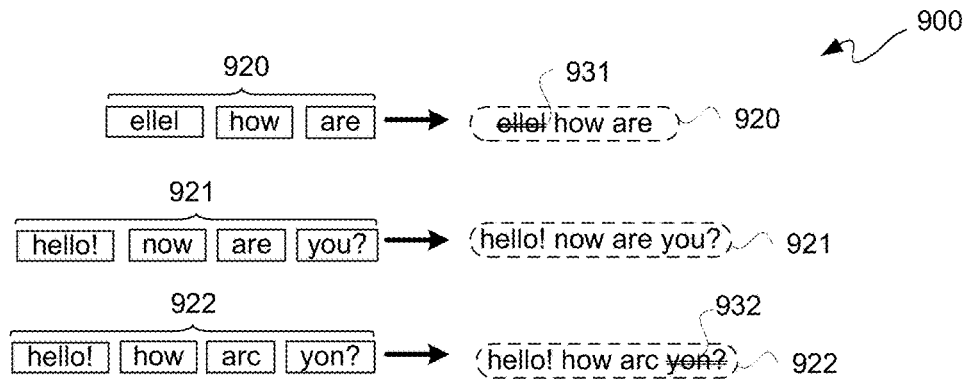 900
920
931
ellel how are ellel how are 920
921
hello! now are you? hello! now are you? 921
922
932
hello! how arc yon? hello! how arc yon? 922